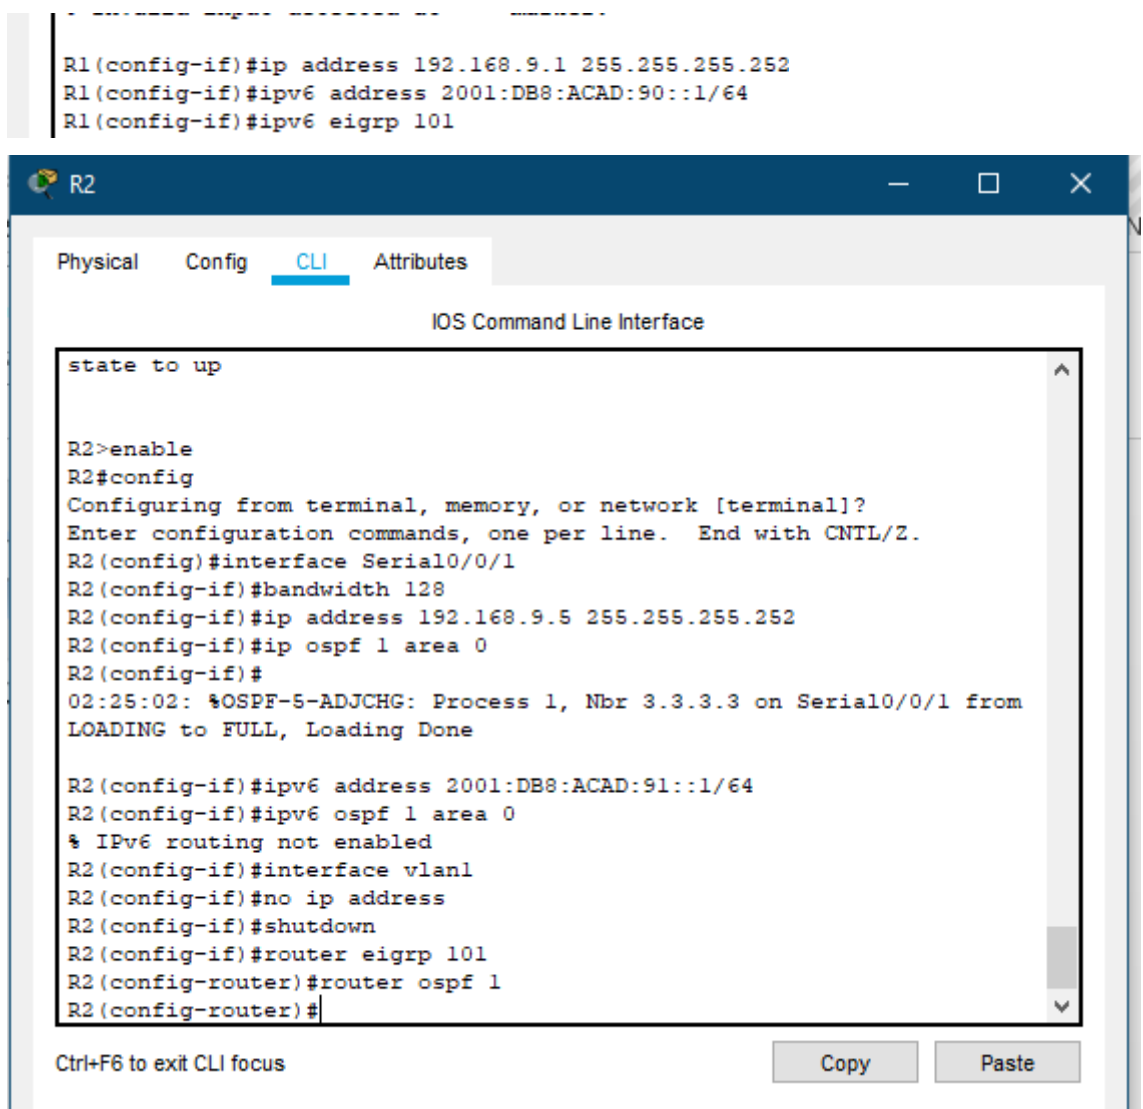 R1(config-if)#ip address 192.168.9.1 255.255.255.252
R1(config-if)#ipv6 address 2001:DB8:ACAD:90::1/64
R1(config-if)#ipv6 eigrp 101
R2
Physical Config CLI Attributes
IOS Command Line Interface
state to up
R2>enable
R2#config
Configuring from terminal, memory, or network [terminal]?
Enter configuration commands, one per line. End with CNTL/Z.
R2(config)#interface Serial0/0/1
R2(config-if)#bandwidth 128
R2(config-if)#ip address 192.168.9.5 255.255.255.252
R2(config-if)#ip ospf 1 area 0
R2(config-if)#
02:25:02: %OSPF-5-ADJCHG: Process 1, Nbr 3.3.3.3 on Serial0/0/1 from
LOADING to FULL, Loading Done
R2(config-if)#ipv6 address 2001:DB8:ACAD:91::1/64
R2(config-if)#ipv6 ospf 1 area 0
% IPv6 routing not enabled
R2(config-if)#interface vlan1
R2(config-if)#no ip address
R2(config-if)#shutdown
R2(config-if)#router eigrp 101
R2(config-router)#router ospf 1
R2(config-router)#
Ctrl+F6 to exit CLI focus
Copy Paste